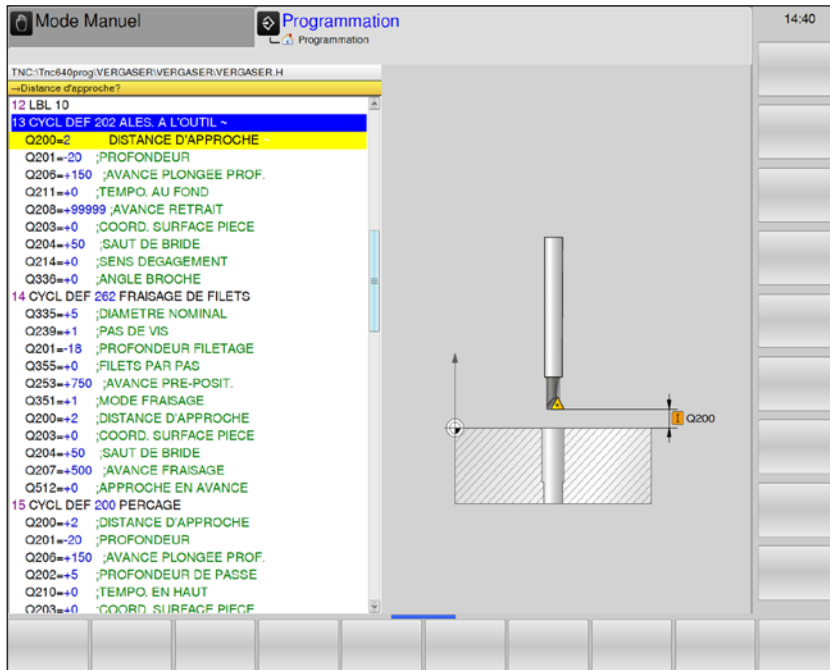 Mode Manuel
Programmation
14:40
Programmation
TNC:\Tnc640prog\VERGASER\VERGASER\VERGASER.H
→Distance d'approche?
12 LBL 10
13 CYCL DEF 202 ALES. A L'OUTIL ~
Q200=2 DISTANCE D'APPROCHE ~
Q201=-20 ;PROFONDEUR
Q206=+150 ;AVANCE PLONGEE PROF.
Q211=+0 ;TEMPO. AU FOND
Q208=+99999 ;AVANCE RETRAIT
Q203=+0 ;COORD. SURFACE PIECE
Q204=+50 ;SAUT DE BRIDE
Q214=+0 ;SENS DEGAGEMENT
Q336=+0 ;ANGLE BROCHE
14 CYCL DEF 262 FRAISAGE DE FILETS
Q335=+5 ;DIAMETRE NOMINAL
Q239=+1 ;PAS DE VIS
Q201=-18 ;PROFONDEUR FILETAGE
Q355=+0 ;FILETS PAR PAS
Q253=+750 ;AVANCE PRE-POSIT.
Q351=+1 ;MODE FRAISAGE
Q200=+2 ;DISTANCE D'APPROCHE
Q203=+0 ;COORD. SURFACE PIECE
Q204=+50 ;SAUT DE BRIDE
Q207=+500 ;AVANCE FRAISAGE
Q512=+0 ;APPROCHE EN AVANCE
15 CYCL DEF 200 PERCAGE
Q200=+2 ;DISTANCE D'APPROCHE
Q201=-20 ;PROFONDEUR
Q206=+150 ;AVANCE PLONGEE PROF.
Q202=+5 ;PROFONDEUR DE PASSE
Q210=+0 ;TEMPO. EN HAUT
Q203=+0 ;COORD. SURFACE PIECE
I Q200